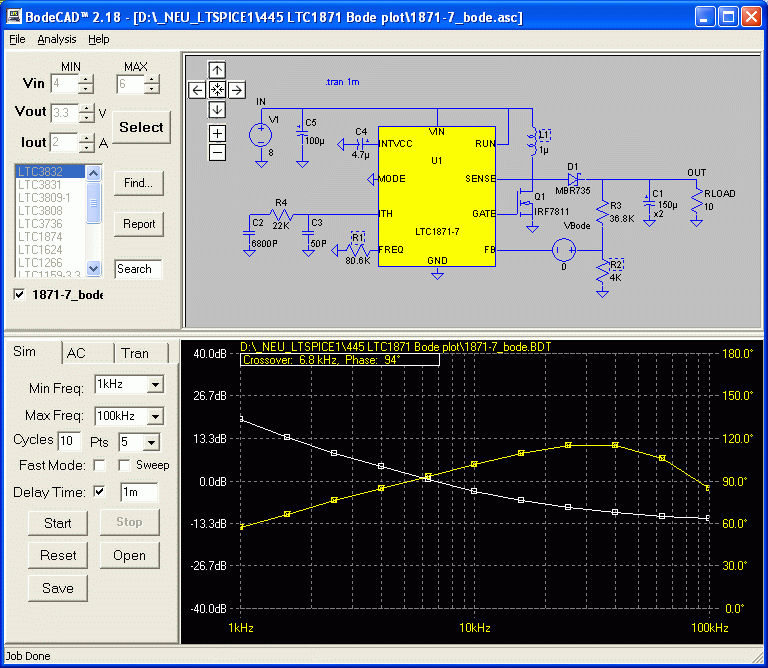 BodeCAD™ 2.18 - [D:\_NEU_LTSPICE1\445 LTC1871 Bode plot\1871-7_bode.asc]
File Analysis Help
MIN MAX
Vin 4 6
Vout 3.3 V
Iout 2 A
Select
LTC3832
LTC3831
LTC3809-1
LTC3808
LTC3736
LTC1874
LTC1624
LTC1266
LTC1159-3.3
Find...
Report
Search
1871-7_bode
.tran 1m
IN
V1
8
C5
100µ
C4
4.7µ
INTVCC
VIN
RUN
U1
MODE
SENSE
ITH
GATE
LTC1871-7
FREQ
FB
GND
L1
1µ
D1
MBR735
OUT
Q1
IRF7811
R3
36.8K
C1
150µ
x2
RLOAD
10
VBode
0
R2
4K
R4
22K
C2
6800P
C3
50P
R1
80.6K
Sim AC Tran
Min Freq: 1kHz
Max Freq: 100kHz
Cycles 10 Pts 5
Fast Mode: Sweep
Delay Time: 1m
Start Stop
Reset Open
Save
D:\_NEU_LTSPICE1\445 LTC1871 Bode plot\1871-7_bode.BDT
Crossover: 6.8 kHz, Phase: 94°
40.0dB 180.0°
26.7dB 150.0°
13.3dB 120.0°
0.0dB 90.0°
-13.3dB 60.0°
-26.7dB 30.0°
-40.0dB 0.0°
1kHz 10kHz 100kHz
Job Done